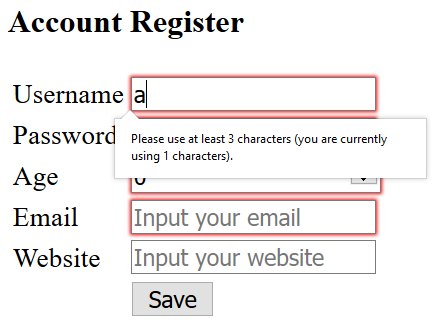 Account Register
Username a
Please use at least 3 characters (you are currently
using 1 characters).
Password
Age
Email Input your email
Website Input your website
Save